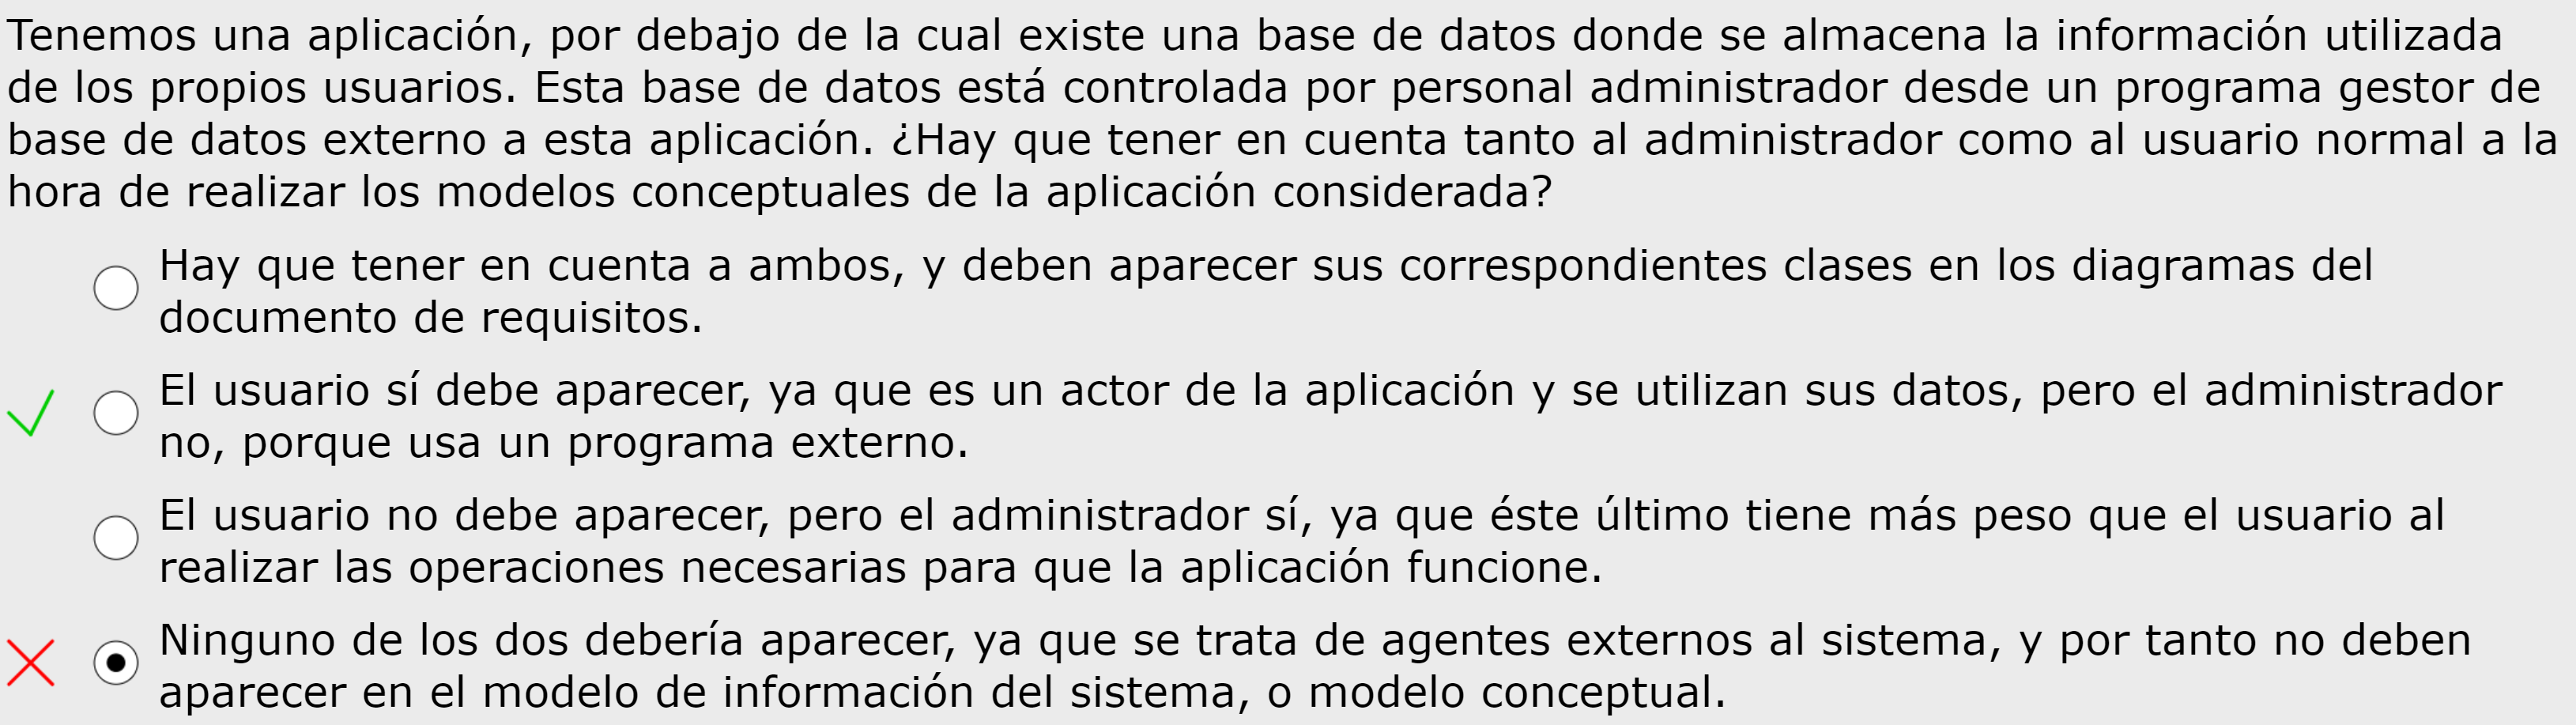 Tenemos una aplicación, por debajo de la cual existe una base de datos donde se almacena la información utilizada
de los propios usuarios. Esta base de datos está controlada por personal administrador desde un programa gestor de
base de datos externo a esta aplicación. ¿Hay que tener en cuenta tanto al administrador como al usuario normal a la
hora de realizar los modelos conceptuales de la aplicación considerada?
Hay que tener en cuenta a ambos, y deben aparecer sus correspondientes clases en los diagramas del
documento de requisitos.
El usuario sí debe aparecer, ya que es un actor de la aplicación y se utilizan sus datos, pero el administrador
no, porque usa un programa externo.
El usuario no debe aparecer, pero el administrador sí, ya que éste último tiene más peso que el usuario al
realizar las operaciones necesarias para que la aplicación funcione.
Ninguno de los dos debería aparecer, ya que se trata de agentes externos al sistema, y por tanto no deben
aparecer en el modelo de información del sistema, o modelo conceptual.